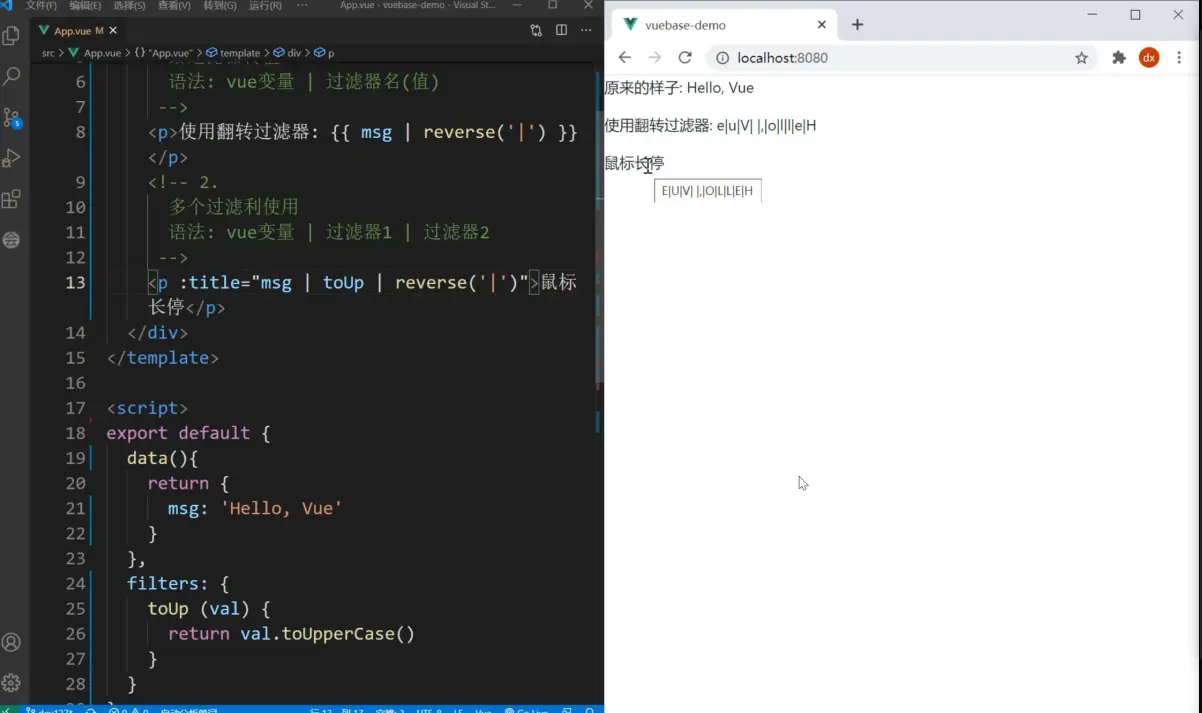 文件(F) 编辑(E) 选择(S) 查看(V) 转到(G) 运行(R) ··· App.vue - vuebase-demo - Visual St...
App.vue M
src > App.vue > {} "App.vue" > template > div > p
6 语法: vue变量 | 过滤器名(值)
7 -->
8 <p>使用翻转过滤器: {{ msg | reverse('|') }}
</p>
9 <!-- 2.
10 多个过滤利使用
11 语法: vue变量 | 过滤器1 | 过滤器2
12 -->
13 <p :title="msg | toUp | reverse('|')">鼠标
长停</p>
14 </div>
15 </template>
16
17 <script>
18 export default {
19 data(){
20 return {
21 msg: 'Hello, Vue'
22 }
23 },
24 filters: {
25 toUp (val) {
26 return val.toUpperCase()
27 }
28 }
vuebase-demo
localhost:8080
dx
原来的样子: Hello, Vue
使用翻转过滤器: e|u|V| |,|o|l|l|e|H
鼠标长停
E|U|V| |,|O|L|L|E|H